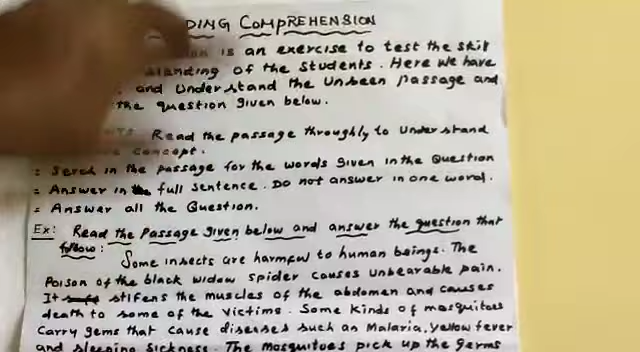 DING COMPREHENSION
is an exercise to test the skil
standing of the students. Here we have
and understand the unseen passage and
the question given below.
Read the passage throughly to understand
concept.
= Serch in the passage for the words given in the Question
= Answer in the full sentence. Do not answer in one word.
= Answer all the Question.
Ex: Read the Passage given below and answer the question that
follow:
Some insects are harmful to human beings. The
Poison of the black widow spider causes unbearable pain.
It stifens the muscles of the abdomen and causes
death to some of the victims. Some kinds of mosquitoes
carry gems that cause diseases such an Malaria, yellow fever
and sleeping sickness. The mosquitoes pick up the germs